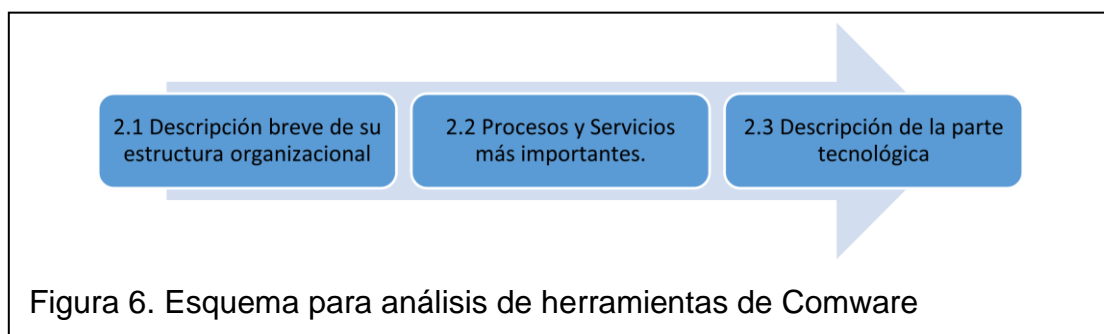 2.1 Descripción breve de su
estructura organizacional
2.2 Procesos y Servicios
más importantes.
2.3 Descripción de la parte
tecnológica
Figura 6. Esquema para análisis de herramientas de Comware